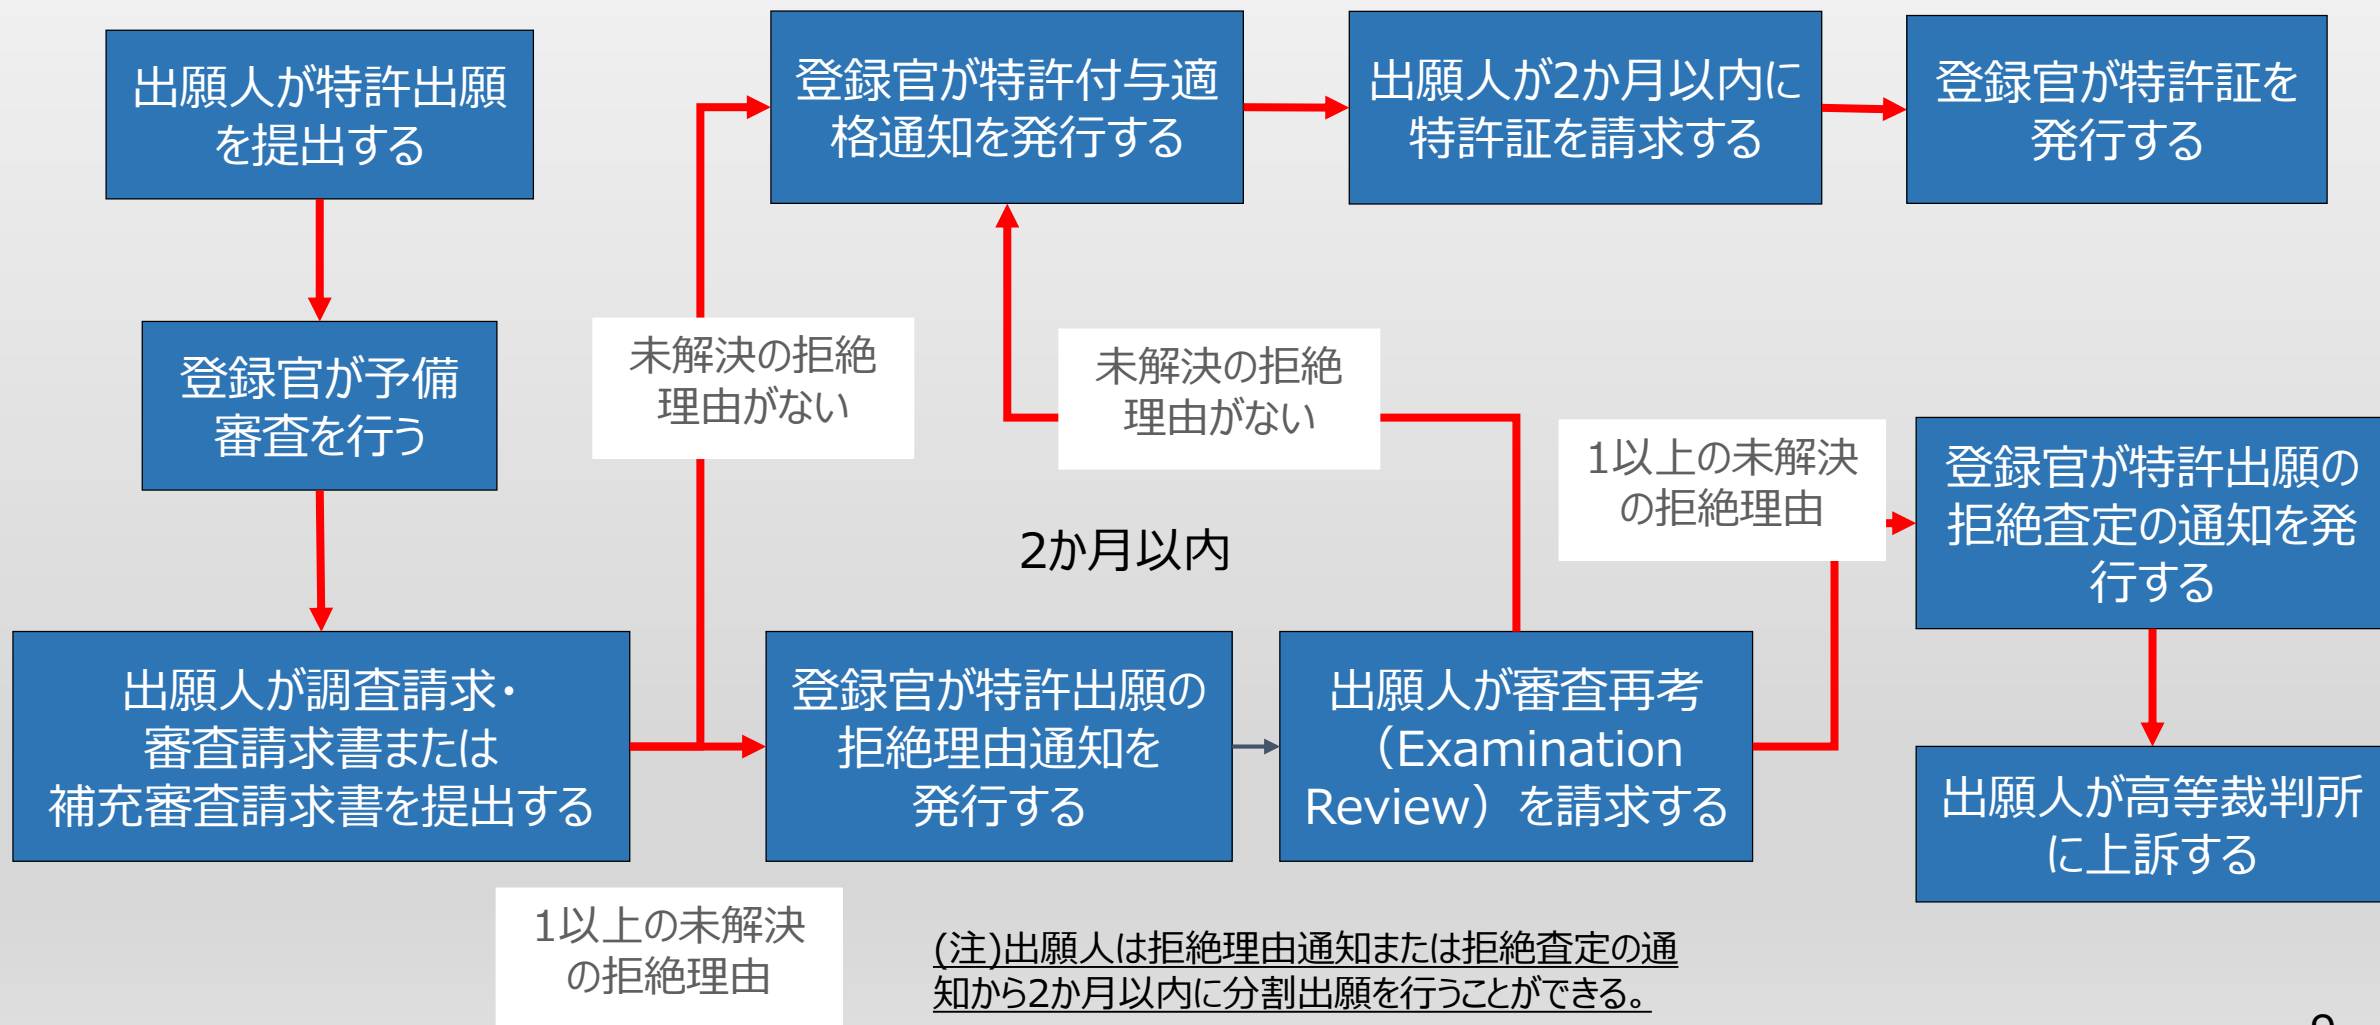 出願人が特許出願
を提出する
登録官が特許付与適
格通知を発行する
出願人が2か月以内に
特許証を請求する
登録官が特許証を
発行する
登録官が予備
審査を行う
未解決の拒絶
理由がない
未解決の拒絶
理由がない
1以上の未解決
の拒絶理由
登録官が特許出願の
拒絶査定の通知を発
行する
2か月以内
出願人が調査請求・
審査請求書または
補充審査請求書を提出する
登録官が特許出願の
拒絶理由通知を
発行する
出願人が審査再考
（Examination
Review）を請求する
出願人が高等裁判所
に上訴する
1以上の未解決
の拒絶理由
(注)出願人は拒絶理由通知または拒絶査定の通
知から2か月以内に分割出願を行うことができる。